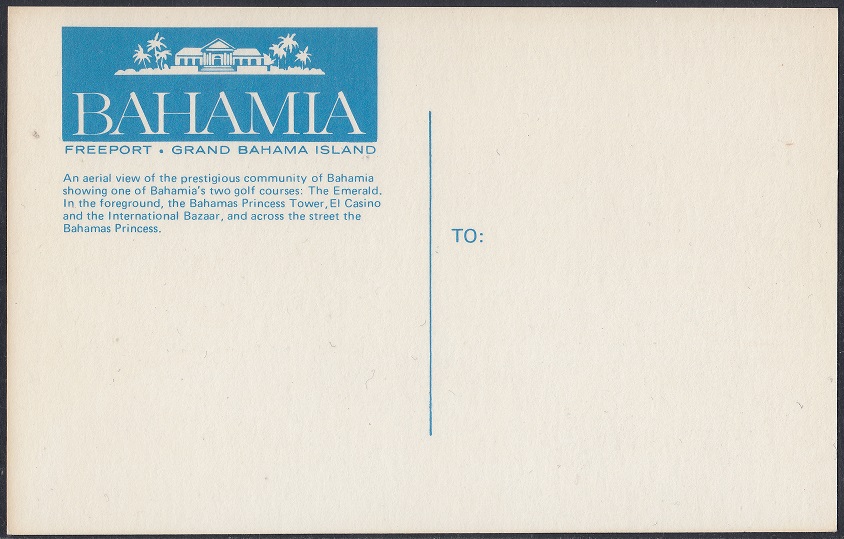 BAHAMIA
FREEPORT • GRAND BAHAMA ISLAND
An aerial view of the prestigious community of Bahamia
showing one of Bahamia's two golf courses: The Emerald.
In the foreground, the Bahamas Princess Tower, El Casino
and the International Bazaar, and across the street the
Bahamas Princess.
TO: